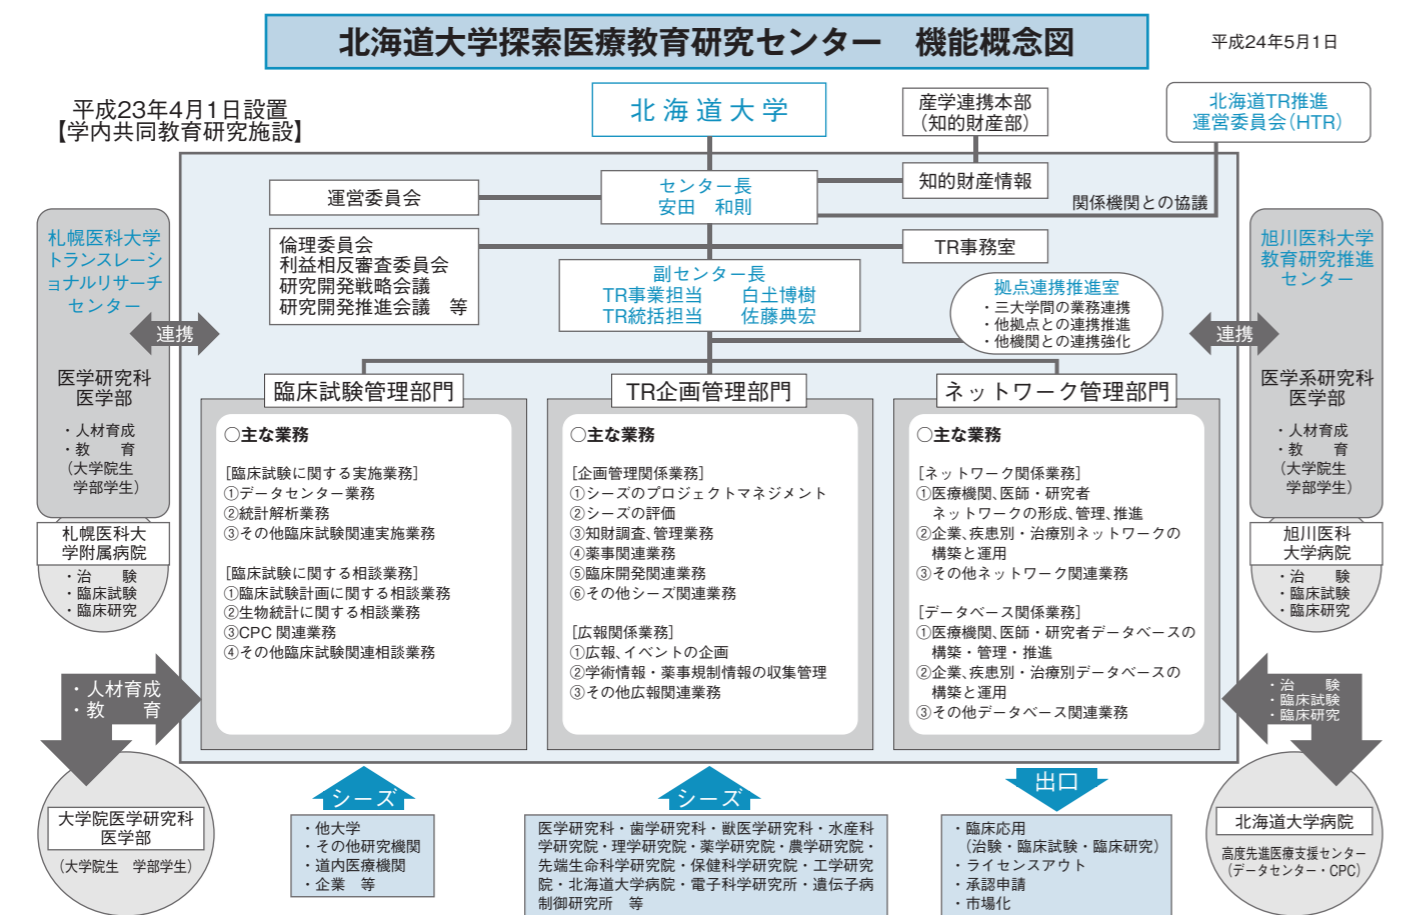 北海道大学探索医療教育研究センター　機能概念図
平成24年5月1日
平成23年4月1日設置
【学内共同教育研究施設】
北海道大学
産学連携本部
（知的財産部）
北海道TR推進
運営委員会（HTR）
センター長
安田　和則
運営委員会
知的財産情報
関係機関との協議
倫理委員会
利益相反審査委員会
研究開発戦略会議
研究開発推進会議　等
TR事務室
副センター長
TR事業担当　白圡博樹
TR統括担当　佐藤典宏
拠点連携推進室
・三大学間の業務連携
・他拠点との連携推進
・他機関との連携強化
札幌医科大学
トランスレーシ
ョナルリサーチ
センター
連携
医学研究科
医学部
・人材育成
・教　　育
（大学院生
学部学生）
札幌医科大
学附属病院
・治　　験
・臨床試験
・臨床研究
旭川医科大学
教育研究推進
センター
連携
医学系研究科
医学部
・人材育成
・教　　育
（大学院生
学部学生）
旭川医科
大学病院
・治　　験
・臨床試験
・臨床研究
臨床試験管理部門
○主な業務
［臨床試験に関する実施業務］
①データセンター業務
②統計解析業務
③その他臨床試験関連実施業務
［臨床試験に関する相談業務］
①臨床試験計画に関する相談業務
②生物統計に関する相談業務
③CPC 関連業務
④その他臨床試験関連相談業務
TR企画管理部門
○主な業務
［企画管理関係業務］
①シーズのプロジェクトマネジメント
②シーズの評価
③知財調査、管理業務
④薬事関連業務
⑤臨床開発関連業務
⑥その他シーズ関連業務
［広報関係業務］
①広報、イベントの企画
②学術情報・薬事規制情報の収集管理
③その他広報関連業務
ネットワーク管理部門
○主な業務
［ネットワーク関係業務］
①医療機関、医師・研究者
ネットワークの形成、管理、推進
②企業、疾患別・治療別ネットワークの
構築と運用
③その他ネットワーク関連業務
［データベース関係業務］
①医療機関、医師・研究者データベースの
構築・管理・推進
②企業、疾患別・治療別データベースの
構築と運用
③その他データベース関連業務
・人材育成
・教　　育
大学院医学研究科
医学部
（大学院生　学部学生）
・治　　験
・臨床試験
・臨床研究
北海道大学病院
高度先進医療支援センター
（データセンター・CPC）
シーズ
・他大学
・その他研究機関
・道内医療機関
・企業　等
シーズ
医学研究科・歯学研究科・獣医学研究科・水産科
学研究院・理学研究院・薬学研究院・農学研究院・
先端生命科学研究院・保健科学研究院・工学研究
院・北海道大学病院・電子科学研究所・遺伝子病
制御研究所　等
出口
・臨床応用
（治験・臨床試験・臨床研究）
・ライセンスアウト
・承認申請
・市場化